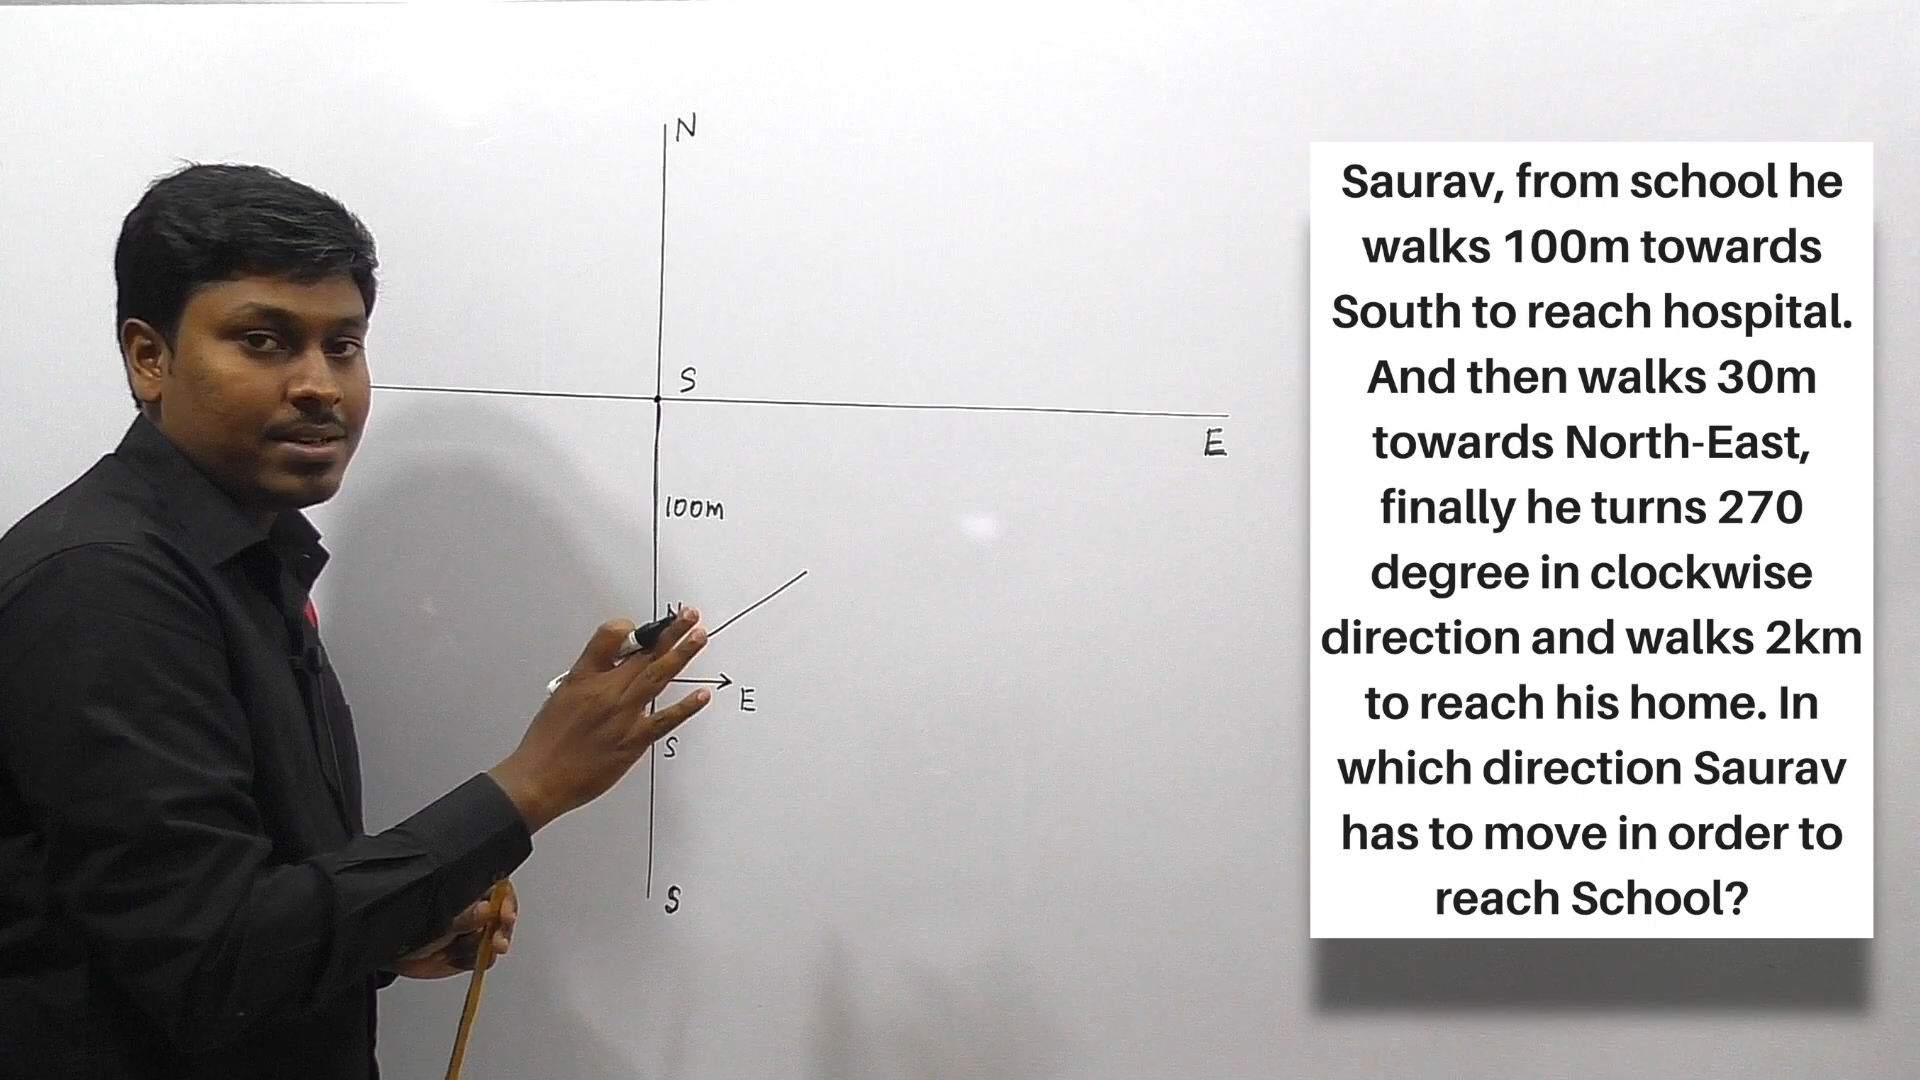 N
S
E
100m
N
E
S
S
Saurav, from school he
walks 100m towards
South to reach hospital.
And then walks 30m
towards North-East,
finally he turns 270
degree in clockwise
direction and walks 2km
to reach his home. In
which direction Saurav
has to move in order to
reach School?